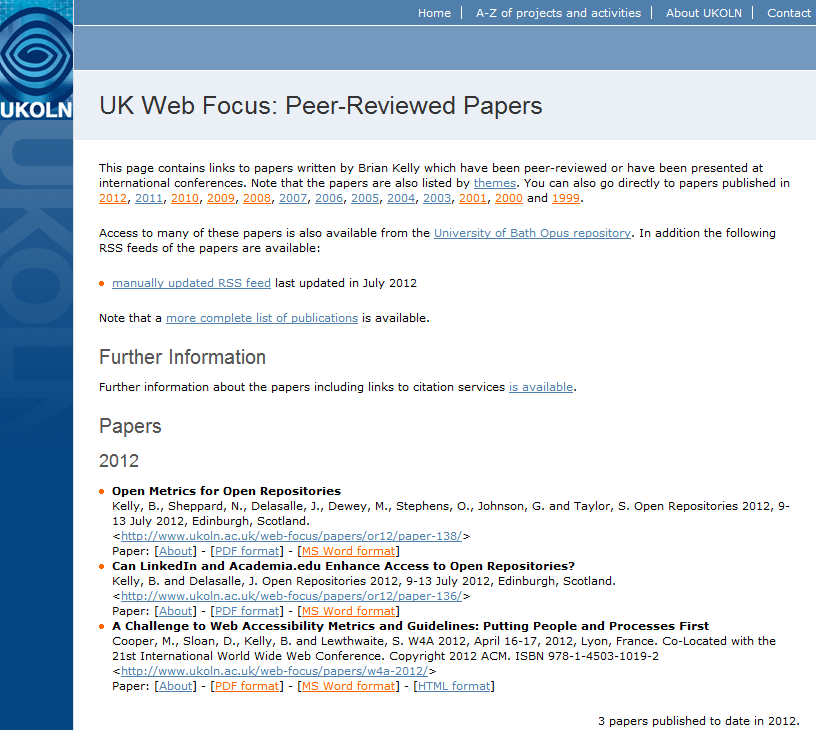 Home | A-Z of projects and activities | About UKOLN | Contact
UKOLN
UKOLN
UK Web Focus: Peer-Reviewed Papers
This page contains links to papers written by Brian Kelly which have been peer-reviewed or have been presented at
international conferences. Note that the papers are also listed by themes. You can also go directly to papers published in
2012, 2011, 2010, 2009, 2008, 2007, 2006, 2005, 2004, 2003, 2001, 2000 and 1999.
Access to many of these papers is also available from the University of Bath Opus repository. In addition the following
RSS feeds of the papers are available:
manually updated RSS feed last updated in July 2012
Note that a more complete list of publications is available.
Further Information
Further information about the papers including links to citation services is available.
Papers
2012
Open Metrics for Open Repositories
Kelly, B., Sheppard, N., Delasalle, J., Dewey, M., Stephens, O., Johnson, G. and Taylor, S. Open Repositories 2012, 9-
13 July 2012, Edinburgh, Scotland.
<http://www.ukoln.ac.uk/web-focus/papers/or12/paper-138/>
Paper: [About] - [PDF format] - [MS Word format]
Can LinkedIn and Academia.edu Enhance Access to Open Repositories?
Kelly, B. and Delasalle, J. Open Repositories 2012, 9-13 July 2012, Edinburgh, Scotland.
<http://www.ukoln.ac.uk/web-focus/papers/or12/paper-136/>
Paper: [About] - [PDF format] - [MS Word format]
A Challenge to Web Accessibility Metrics and Guidelines: Putting People and Processes First
Cooper, M., Sloan, D., Kelly, B. and Lewthwaite, S. W4A 2012, April 16-17, 2012, Lyon, France. Co-Located with the
21st International World Wide Web Conference. Copyright 2012 ACM. ISBN 978-1-4503-1019-2
<http://www.ukoln.ac.uk/web-focus/papers/w4a-2012/>
Paper: [About] - [PDF format] - [MS Word format] - [HTML format]
3 papers published to date in 2012.